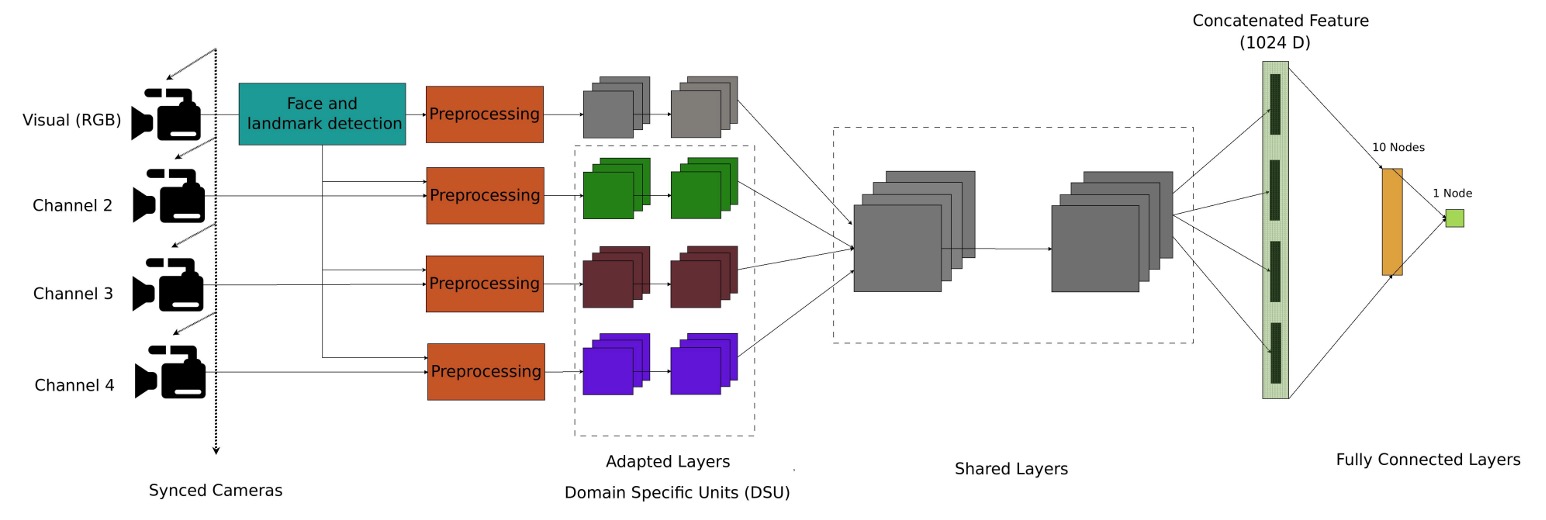 Concatenated Feature
(1024 D)
Visual (RGB)
Face and
landmark detection
Preprocessing
10 Nodes
1 Node
Channel 2
Preprocessing
Channel 3
Preprocessing
Channel 4
Preprocessing
Synced Cameras
Adapted Layers
Domain Specific Units (DSU)
Shared Layers
Fully Connected Layers